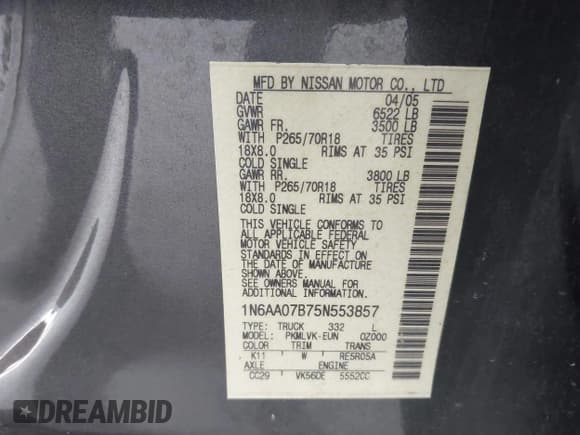 MFD BY NISSAN MOTOR CO., LTD
DATE 04/05
GVWR 6522 LB
GAWR FR. 3500 LB
WITH P265/70R18 TIRES
18X8.0 RIMS AT 35 PSI
COLD SINGLE
GAWR RR. 3800 LB
WITH P265/70R18 TIRES
18X8.0 RIMS AT 35 PSI
COLD SINGLE
THIS VEHICLE CONFORMS TO
ALL APPLICABLE FEDERAL
MOTOR VEHICLE SAFETY
STANDARDS IN EFFECT ON
THE DATE OF MANUFACTURE
SHOWN ABOVE.
SEE OWNERS MANUAL FOR
ADDITIONAL INFORMATION.
1N6AA07B75N553857
TYPE: TRUCK 332 L
MODEL: PKMLVK-EUN 0Z000
COLOR TRIM TRANS
K11 W RE5R05A
AXLE ENGINE
CC29 VK56DE 5552CC
DREAMBID